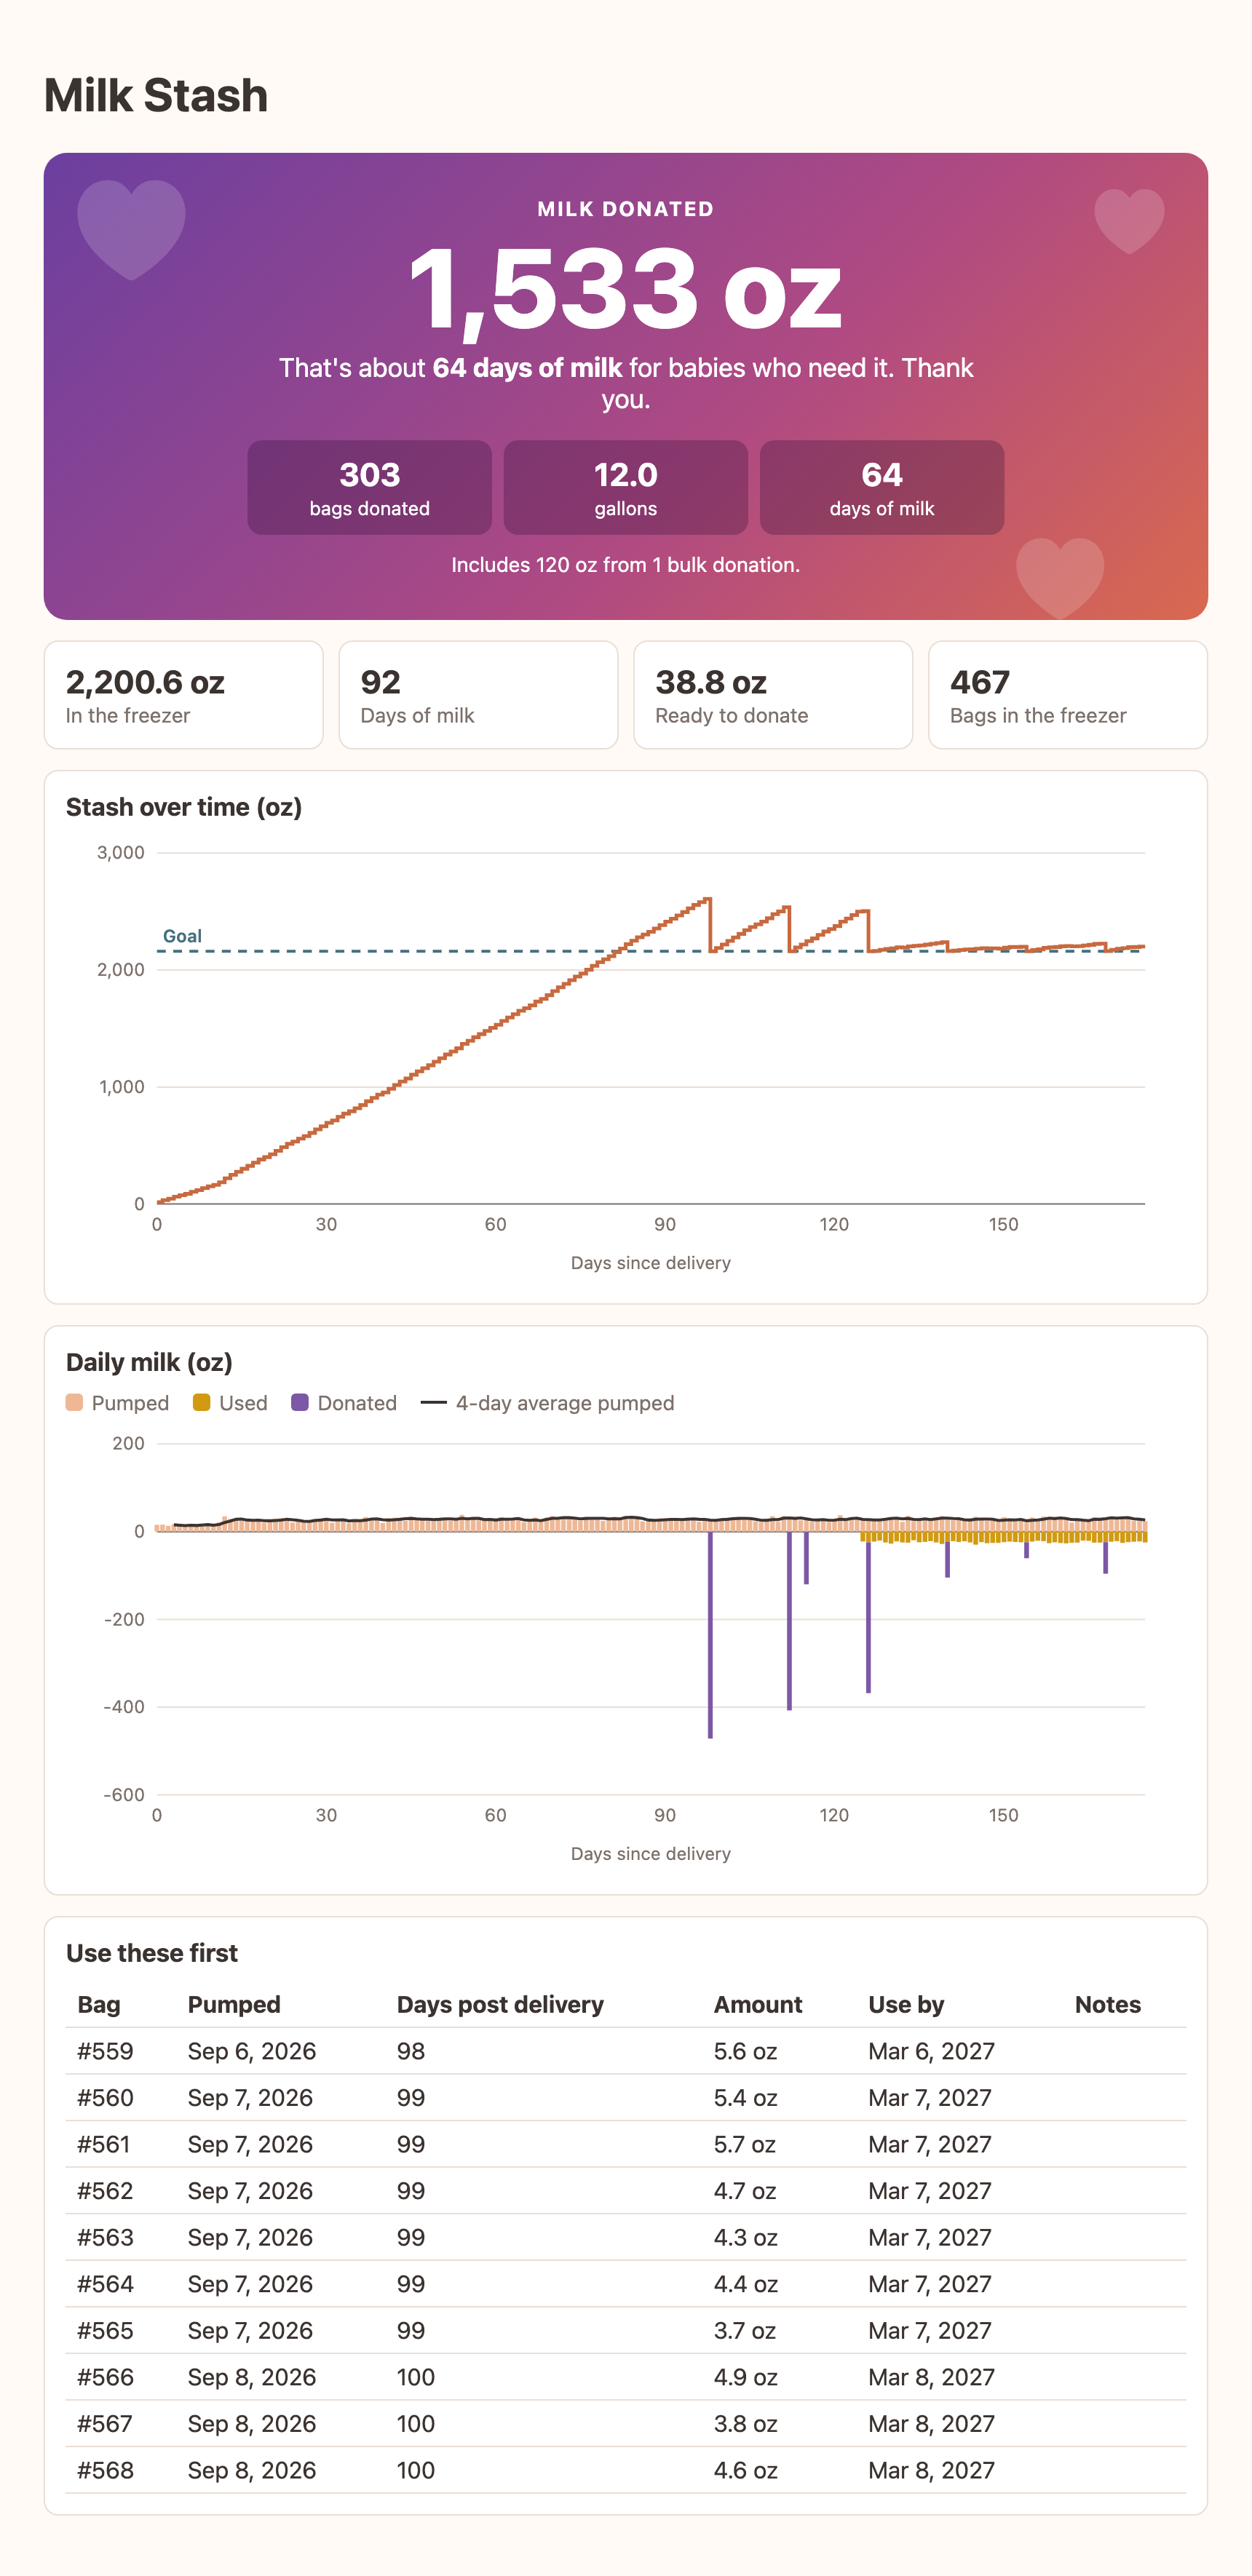 Milk Stash
MILK DONATED
1,533 oz
That's about 64 days of milk for babies who need it. Thank
you.
303
bags donated
12.0
gallons
64
days of milk
Includes 120 oz from 1 bulk donation.
2,200.6 oz
In the freezer
92
Days of milk
38.8 oz
Ready to donate
467
Bags in the freezer
Stash over time (oz)
3,000
Goal
2,000
1,000
0
0 30 60 90 120 150
Days since delivery
Daily milk (oz)
Pumped Used Donated 4-day average pumped
200
0
-200
-400
-600
0 30 60 90 120 150
Days since delivery
Use these first
Bag Pumped Days post delivery Amount Use by Notes
#559 Sep 6, 2026 98 5.6 oz Mar 6, 2027
#560 Sep 7, 2026 99 5.4 oz Mar 7, 2027
#561 Sep 7, 2026 99 5.7 oz Mar 7, 2027
#562 Sep 7, 2026 99 4.7 oz Mar 7, 2027
#563 Sep 7, 2026 99 4.3 oz Mar 7, 2027
#564 Sep 7, 2026 99 4.4 oz Mar 7, 2027
#565 Sep 7, 2026 99 3.7 oz Mar 7, 2027
#566 Sep 8, 2026 100 4.9 oz Mar 8, 2027
#567 Sep 8, 2026 100 3.8 oz Mar 8, 2027
#568 Sep 8, 2026 100 4.6 oz Mar 8, 2027